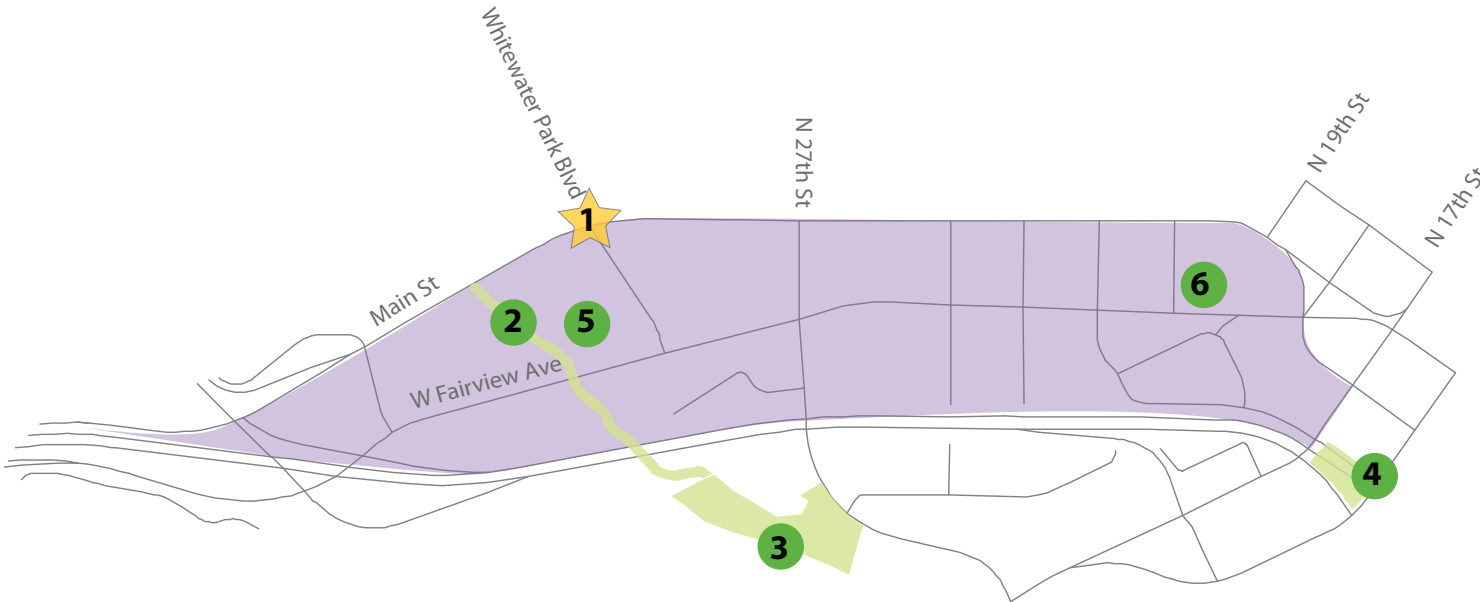 Whitewater Park Blvd
N 27th St
N 19th St
N 17th St
1
Main St
6
2
5
W Fairview Ave
4
3